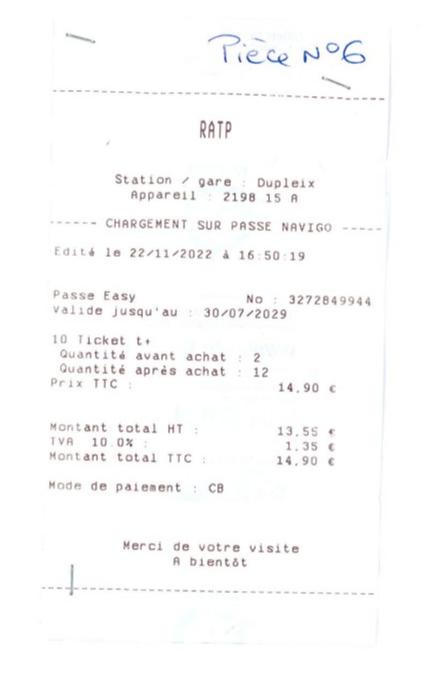 Pièce N°6
RATP
Station / gare : Dupleix
Appareil : 2198 15 A
------ CHARGEMENT SUR PASSE NAVIGO -----
Edité le 22/11/2022 à 16:50:19
Passe Easy No : 3272849944
Valide jusqu'au : 30/07/2029
10 Ticket t+
Quantité avant achat : 2
Quantité après achat : 12
Prix TTC : 14,90 €
Montant total HT : 13,55 €
TVA 10.0% : 1,35 €
Montant total TTC : 14,90 €
Mode de paiement : CB
Merci de votre visite
A bientôt